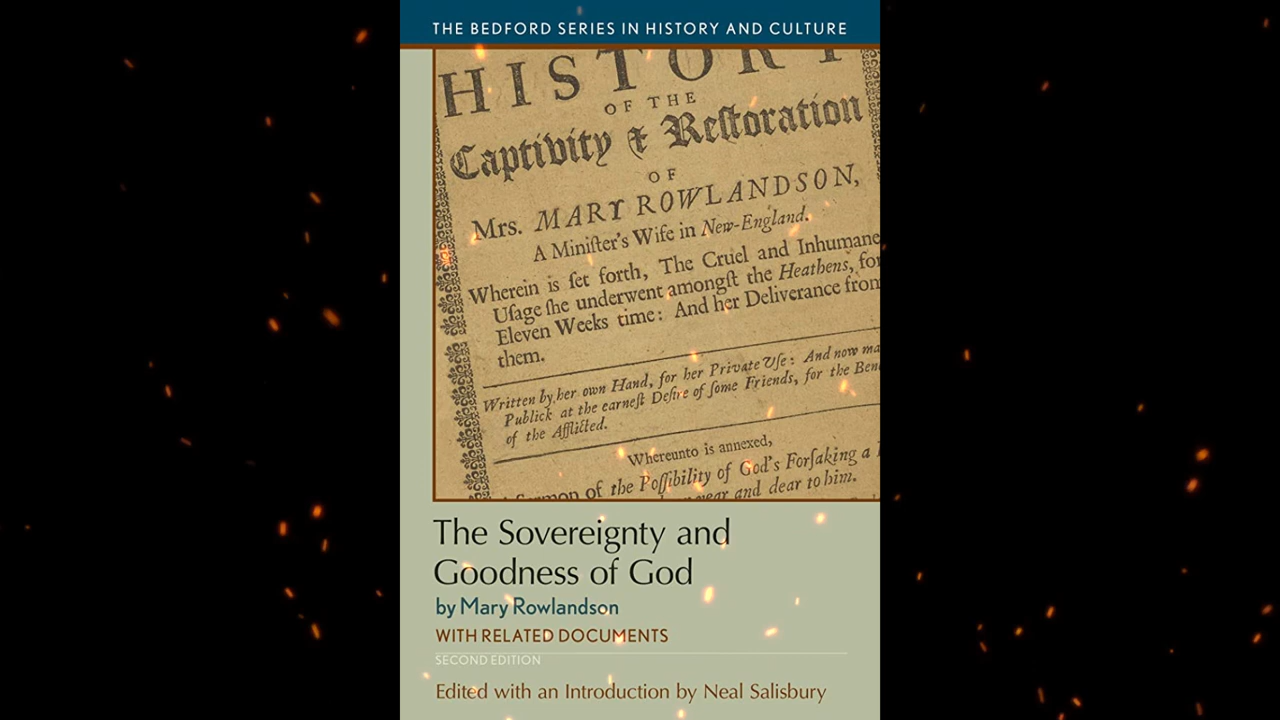 THE BEDFORD SERIES IN HISTORY AND CULTURE
HISTORY
OF THE
Captivity & Reſtoration
OF
Mrs. MARY ROWLANDSON,
A Miniſter's Wife in New-England.
Wherein is ſet forth, The Cruel and Inhumane
Uſage ſhe underwent amongſt the Heathens, for
Eleven Weeks time: And her Deliverance from
them.
Written by her own Hand, for her Private Uſe: And now ma
Publick at the earneſt Deſire of ſome Friends, for the Ben
of the Afflicted.
Whereunto is annexed,
Sermon of the Poſſibility of God's Forſaking a
near and dear to him.
The Sovereignty and
Goodness of God
by Mary Rowlandson
WITH RELATED DOCUMENTS
SECOND EDITION
Edited with an Introduction by Neal Salisbury